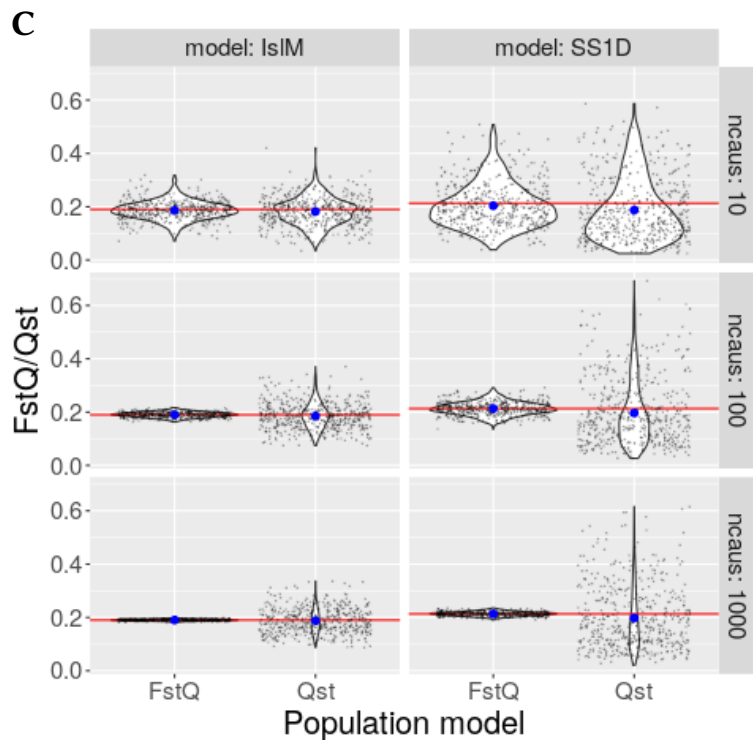 C
model: IslM
model: SS1D
0.6
0.4
0.2
0.0
ncaus: 10
0.6
0.4
0.2
0.0
ncaus: 100
0.6
0.4
0.2
0.0
ncaus: 1000
FstQ/Qst
FstQ
Qst
FstQ
Qst
Population model